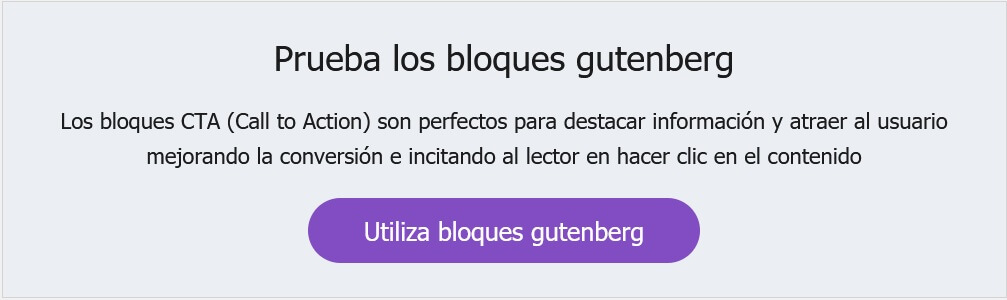 Prueba los bloques gutenberg
Los bloques CTA (Call to Action) son perfectos para destacar información y atraer al usuario
mejorando la conversión e incitando al lector en hacer clic en el contenido
Utiliza bloques gutenberg